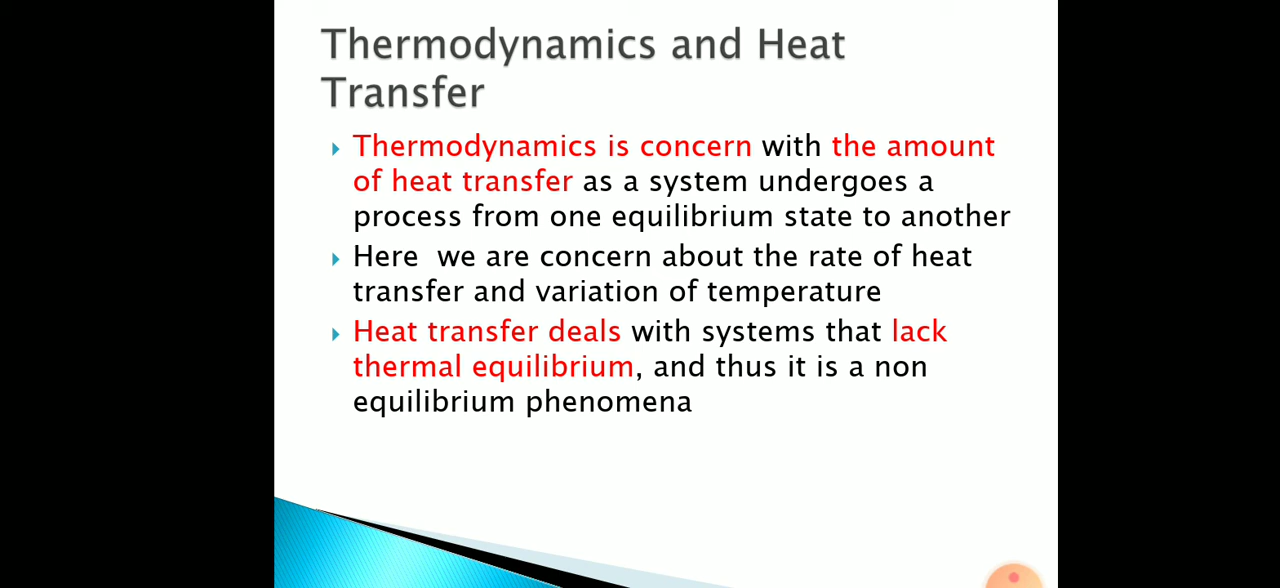 Thermodynamics and Heat
Transfer
Thermodynamics is concern with the amount
of heat transfer as a system undergoes a
process from one equilibrium state to another
Here we are concern about the rate of heat
transfer and variation of temperature
Heat transfer deals with systems that lack
thermal equilibrium, and thus it is a non
equilibrium phenomena